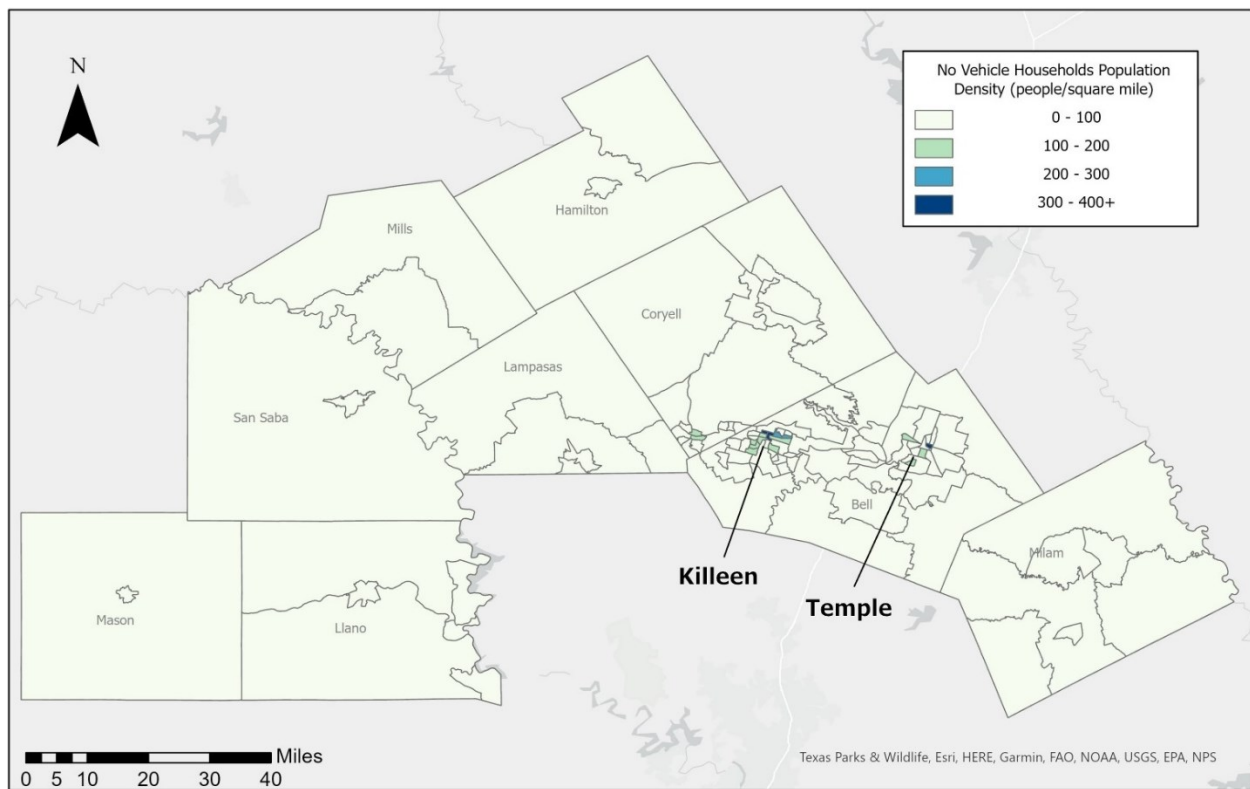 N
No Vehicle Households Population
Density (people/square mile)
0 - 100
100 - 200
200 - 300
300 - 400+
Hamilton
Mills
Coryell
Lampasas
San Saba
Bell
Milam
Killeen
Temple
Mason
Llano
Miles
0 5 10 20 30 40
Texas Parks & Wildlife, Esri, HERE, Garmin, FAO, NOAA, USGS, EPA, NPS